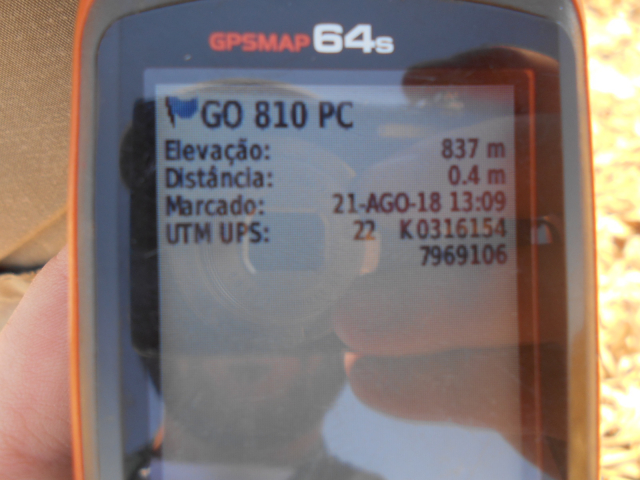 GPSMAP 64s
GO 810 PC
Elevação: 837 m
Distância: 0.4 m
Marcado: 21-AGO-18 13:09
UTM UPS: 22 K 0316154
7969106